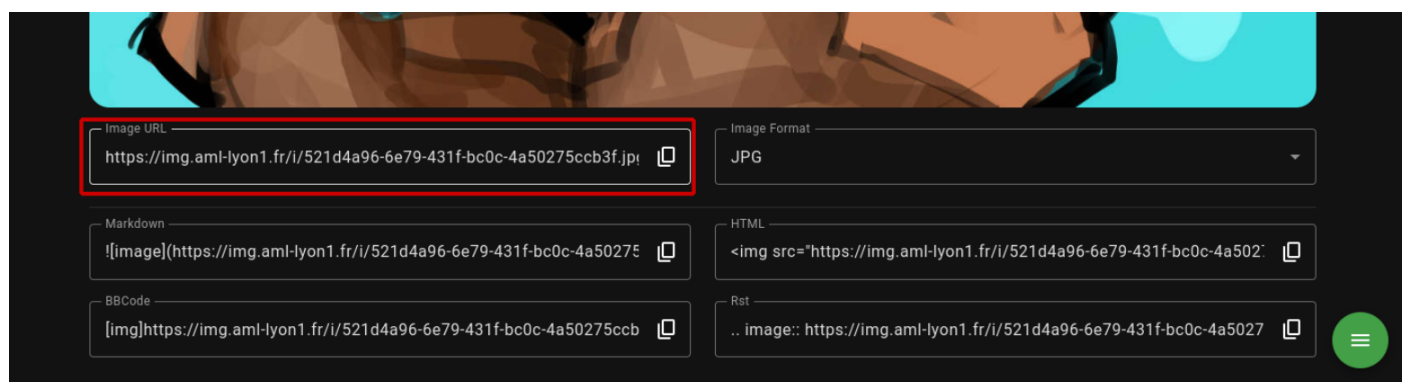 Image URL
https://img.aml-lyon1.fr/i/521d4a96-6e79-431f-bc0c-4a50275ccb3f.jp
Image Format
JPG
Markdown
![image](https://img.aml-lyon1.fr/i/521d4a96-6e79-431f-bc0c-4a50275
HTML
<img src="https://img.aml-lyon1.fr/i/521d4a96-6e79-431f-bc0c-4a502
BBCode
[img]https://img.aml-lyon1.fr/i/521d4a96-6e79-431f-bc0c-4a50275ccb
Rst
.. image:: https://img.aml-lyon1.fr/i/521d4a96-6e79-431f-bc0c-4a5027